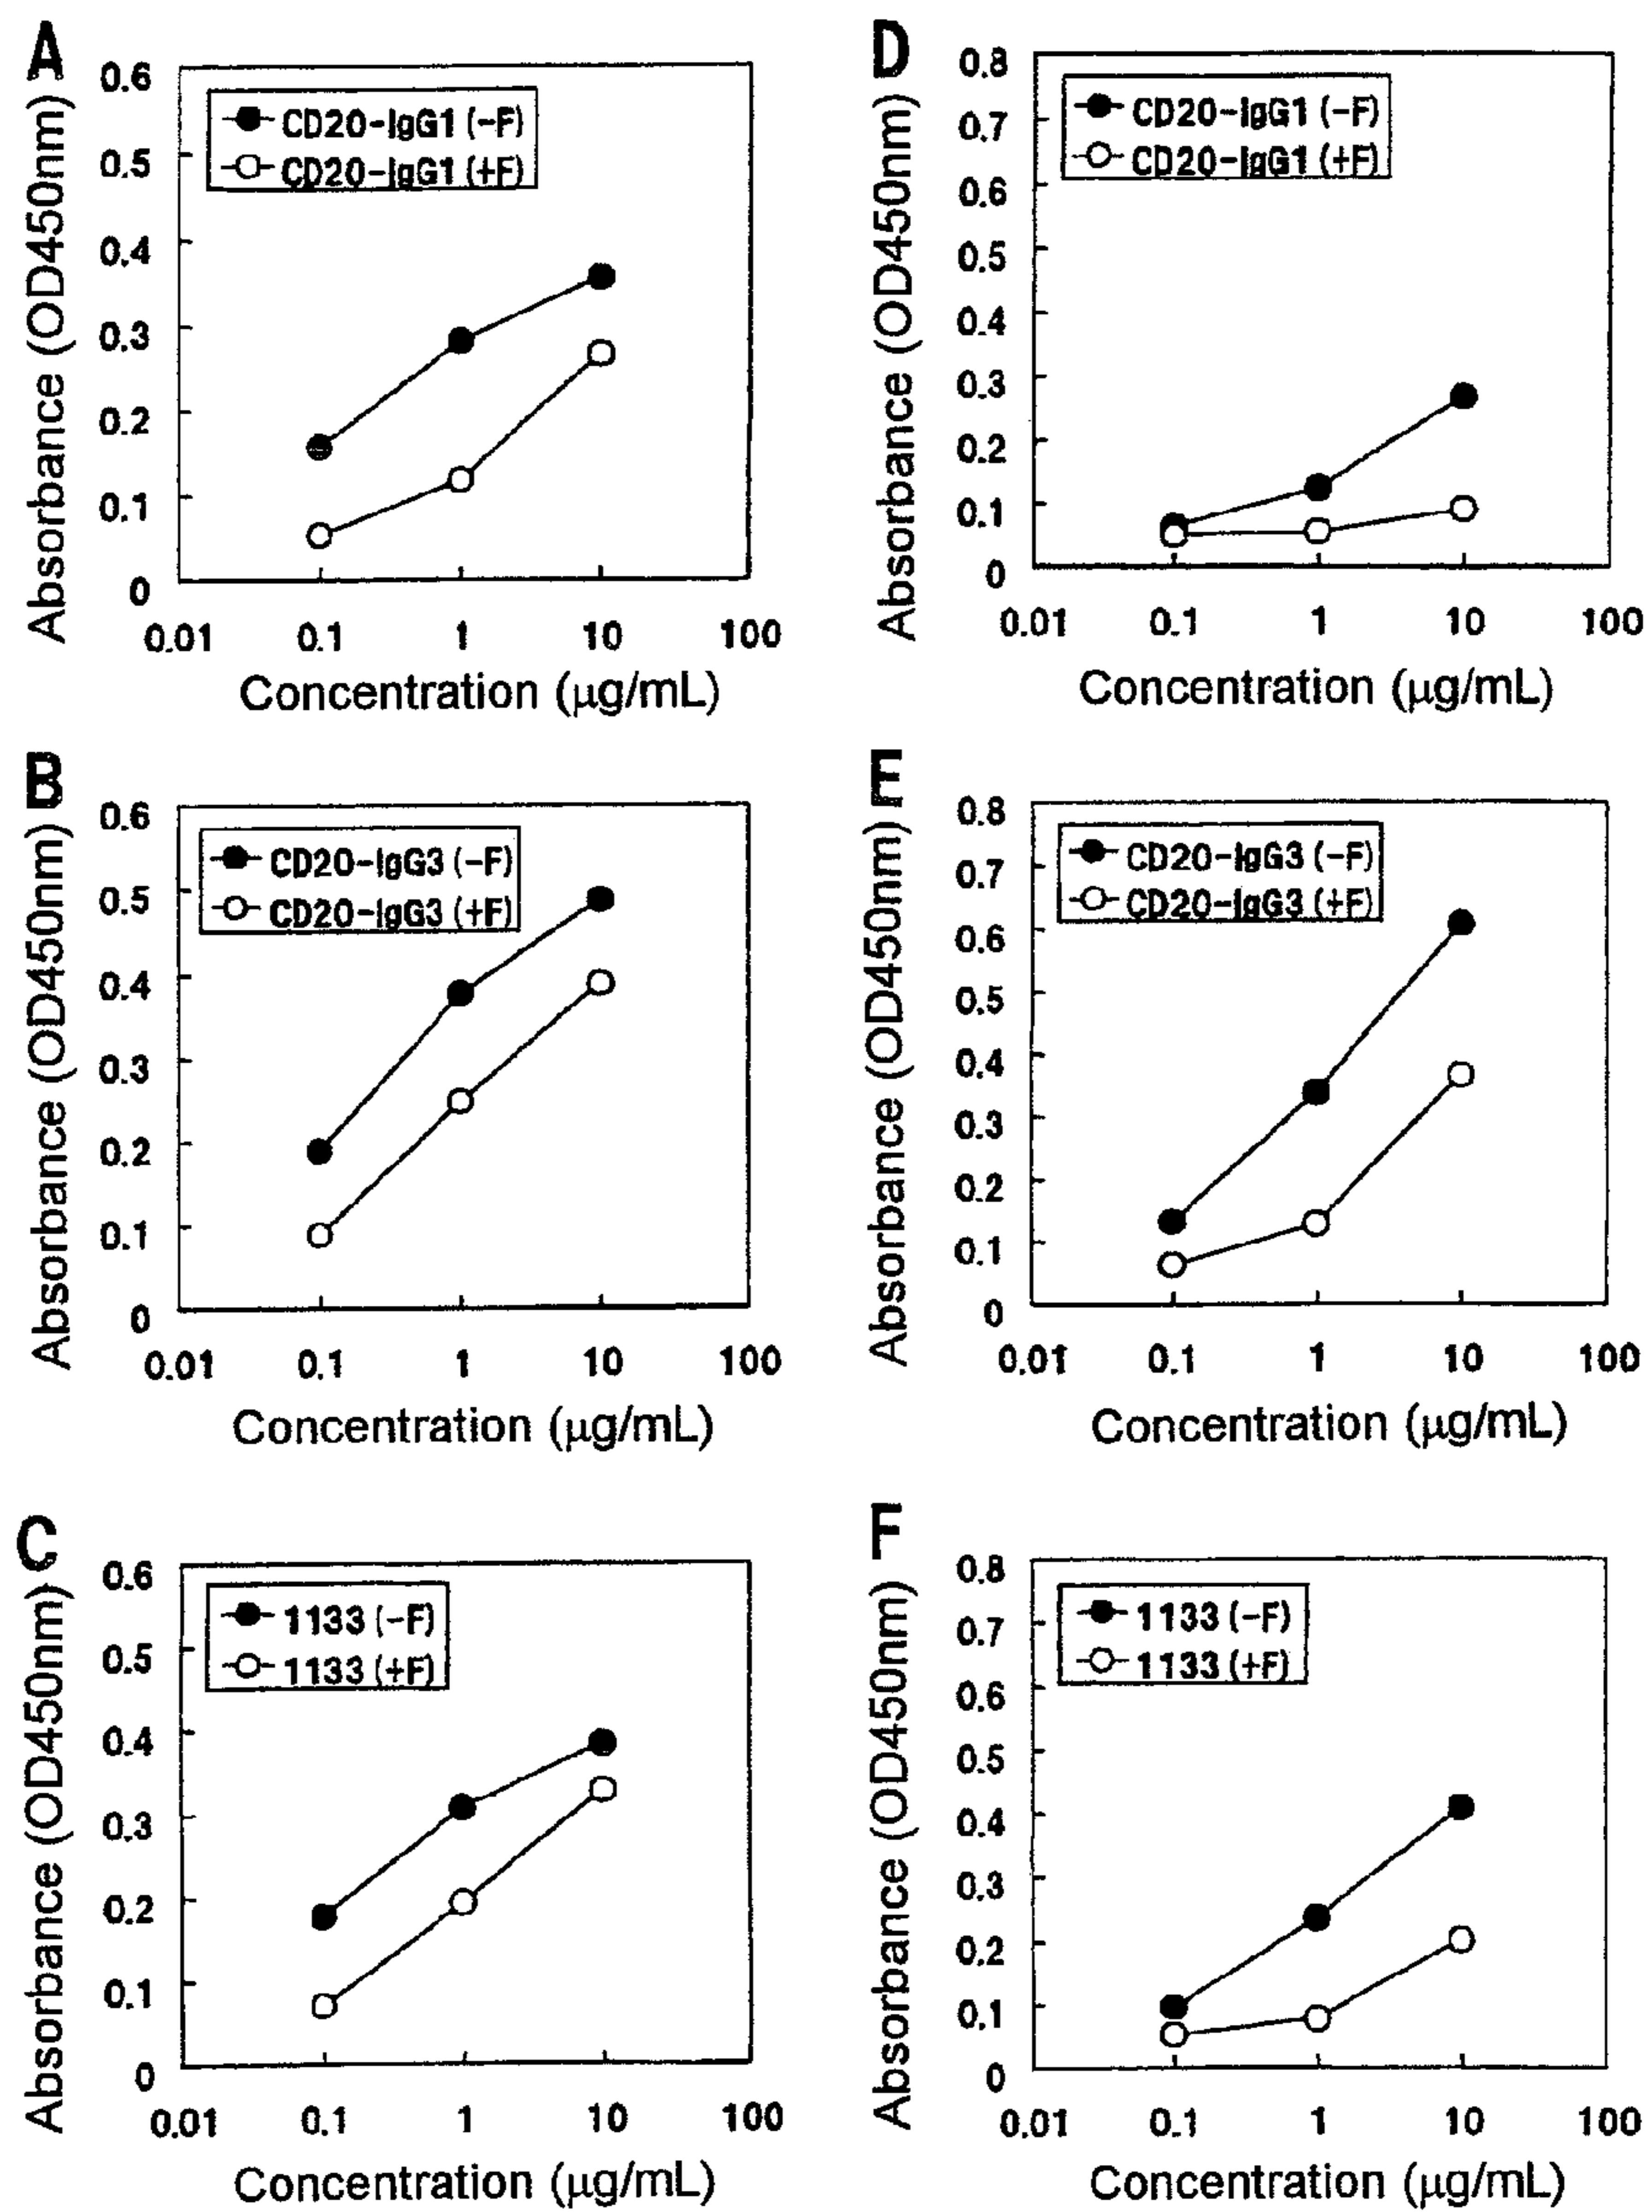 A
Absorbance (OD450nm)
0.6
0.5
0.4
0.3
0.2
0.1
0
CD20-IgG1 (-F)
CD20-IgG1 (+F)
0.01 0.1 1 10 100
Concentration (μg/mL)
D
Absorbance (OD450nm)
0.8
0.7
0.6
0.5
0.4
0.3
0.2
0.1
0
CD20-IgG1 (-F)
CD20-IgG1 (+F)
0.01 0.1 1 10 100
Concentration (μg/mL)
B
Absorbance (OD450nm)
0.6
0.5
0.4
0.3
0.2
0.1
0
CD20-IgG3 (-F)
CD20-IgG3 (+F)
0.01 0.1 1 10 100
Concentration (μg/mL)
E
Absorbance (OD450nm)
0.8
0.7
0.6
0.5
0.4
0.3
0.2
0.1
0
CD20-IgG3 (-F)
CD20-IgG3 (+F)
0.01 0.1 1 10 100
Concentration (μg/mL)
C
Absorbance (OD450nm)
0.6
0.5
0.4
0.3
0.2
0.1
0
1133 (-F)
1133 (+F)
0.01 0.1 1 10 100
Concentration (μg/mL)
F
Absorbance (OD450nm)
0.8
0.7
0.6
0.5
0.4
0.3
0.2
0.1
0
1133 (-F)
1133 (+F)
0.01 0.1 1 10 100
Concentration (μg/mL)